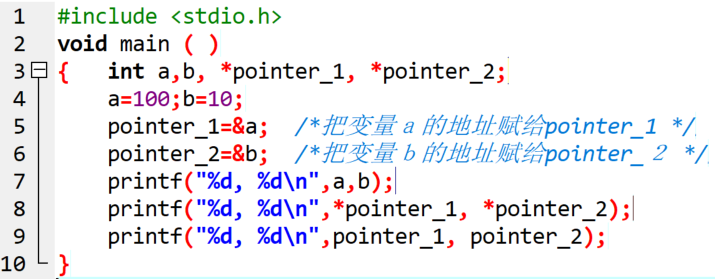 1 #include <stdio.h>
2 void main ( )
3 { int a,b, *pointer_1, *pointer_2;
4 a=100;b=10;
5 pointer_1=&a; /*把变量 a 的地址赋给pointer_1 */
6 pointer_2=&b; /*把变量 b 的地址赋给pointer_ 2 */
7 printf("%d, %d\n",a,b);
8 printf("%d, %d\n",*pointer_1, *pointer_2);
9 printf("%d, %d\n",pointer_1, pointer_2);
10 }